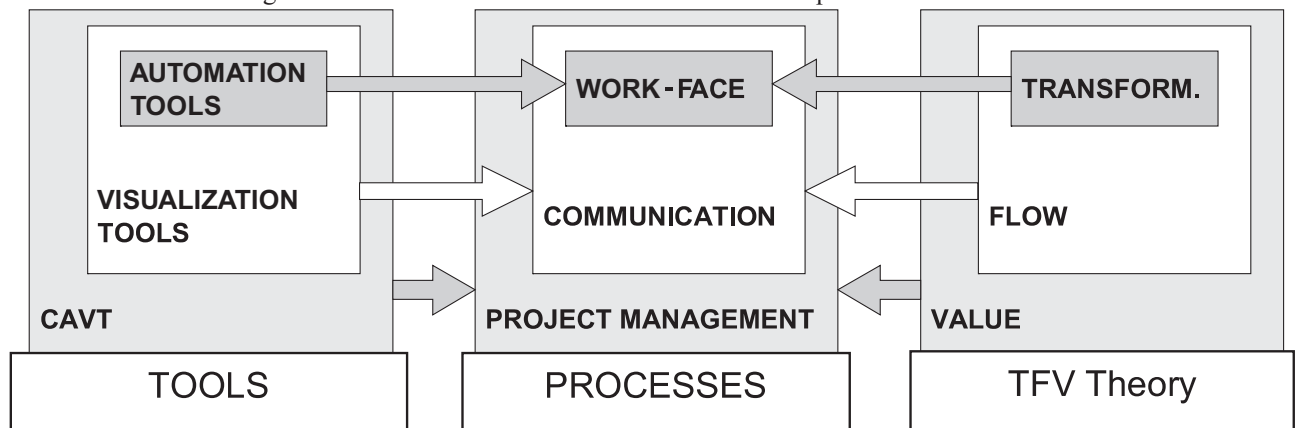 AUTOMATION
TOOLS
WORK-FACE
TRANSFORM.
VISUALIZATION
TOOLS
COMMUNICATION
FLOW
CAVT
PROJECT MANAGEMENT
VALUE
TOOLS
PROCESSES
TFV Theory